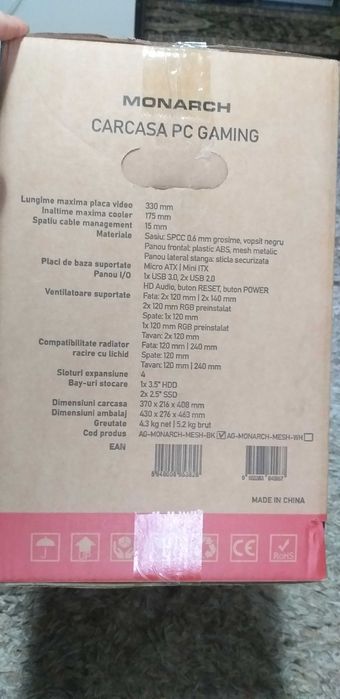 MONARCH
CARCASA PC GAMING
Lungime maxima placa video 330 mm
Inaltime maxima cooler 175 mm
Spatiu cable management 15 mm
Materiale Sasiu: SPCC 0.6 mm grosime, vopsit negru
Panou frontal: plastic ABS, mesh metalic
Panou lateral stanga: sticla securizata
Placi de baza suportate Micro ATX | Mini ITX
Panou I/O 1x USB 3.0, 2x USB 2.0
HD Audio, buton RESET, buton POWER
Ventilatoare suportate Fata: 2x 120 mm | 2x 140 mm
2x 120 mm RGB preinstalat
Spate: 1x 120 mm
1x 120 mm RGB preinstalat
Tavan: 2x 120 mm
Compatibilitate radiator Fata: 120 mm | 240 mm
racire cu lichid Spate: 120 mm
Tavan: 120 mm | 240 mm
Sloturi expansiune 4
Bay-uri stocare 1x 3.5" HDD
2x 2.5" SSD
Dimensiuni carcasa 370 x 216 x 408 mm
Dimensiuni ambalaj 430 x 276 x 463 mm
Greutate 4.3 kg net | 5.2 kg brut
Cod produs AG-MONARCH-MESH-BK AG-MONARCH-MESH-WH
EAN
MADE IN CHINA
UP
CE
RoHS